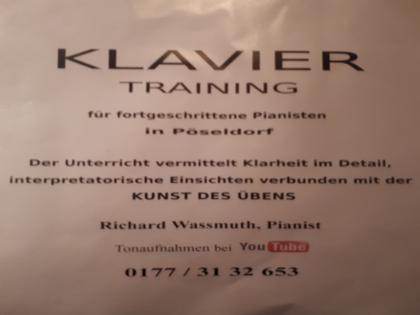 KLAVIER
TRAINING
für fortgeschrittene Pianisten
in Pöseldorf
Der Unterricht vermittelt Klarheit im Detail,
interpretatorische Einsichten verbunden mit der
KUNST DES ÜBENS
Richard Wassmuth, Pianist
Tonaufnahmen bei YouTube
0177 / 31 32 653